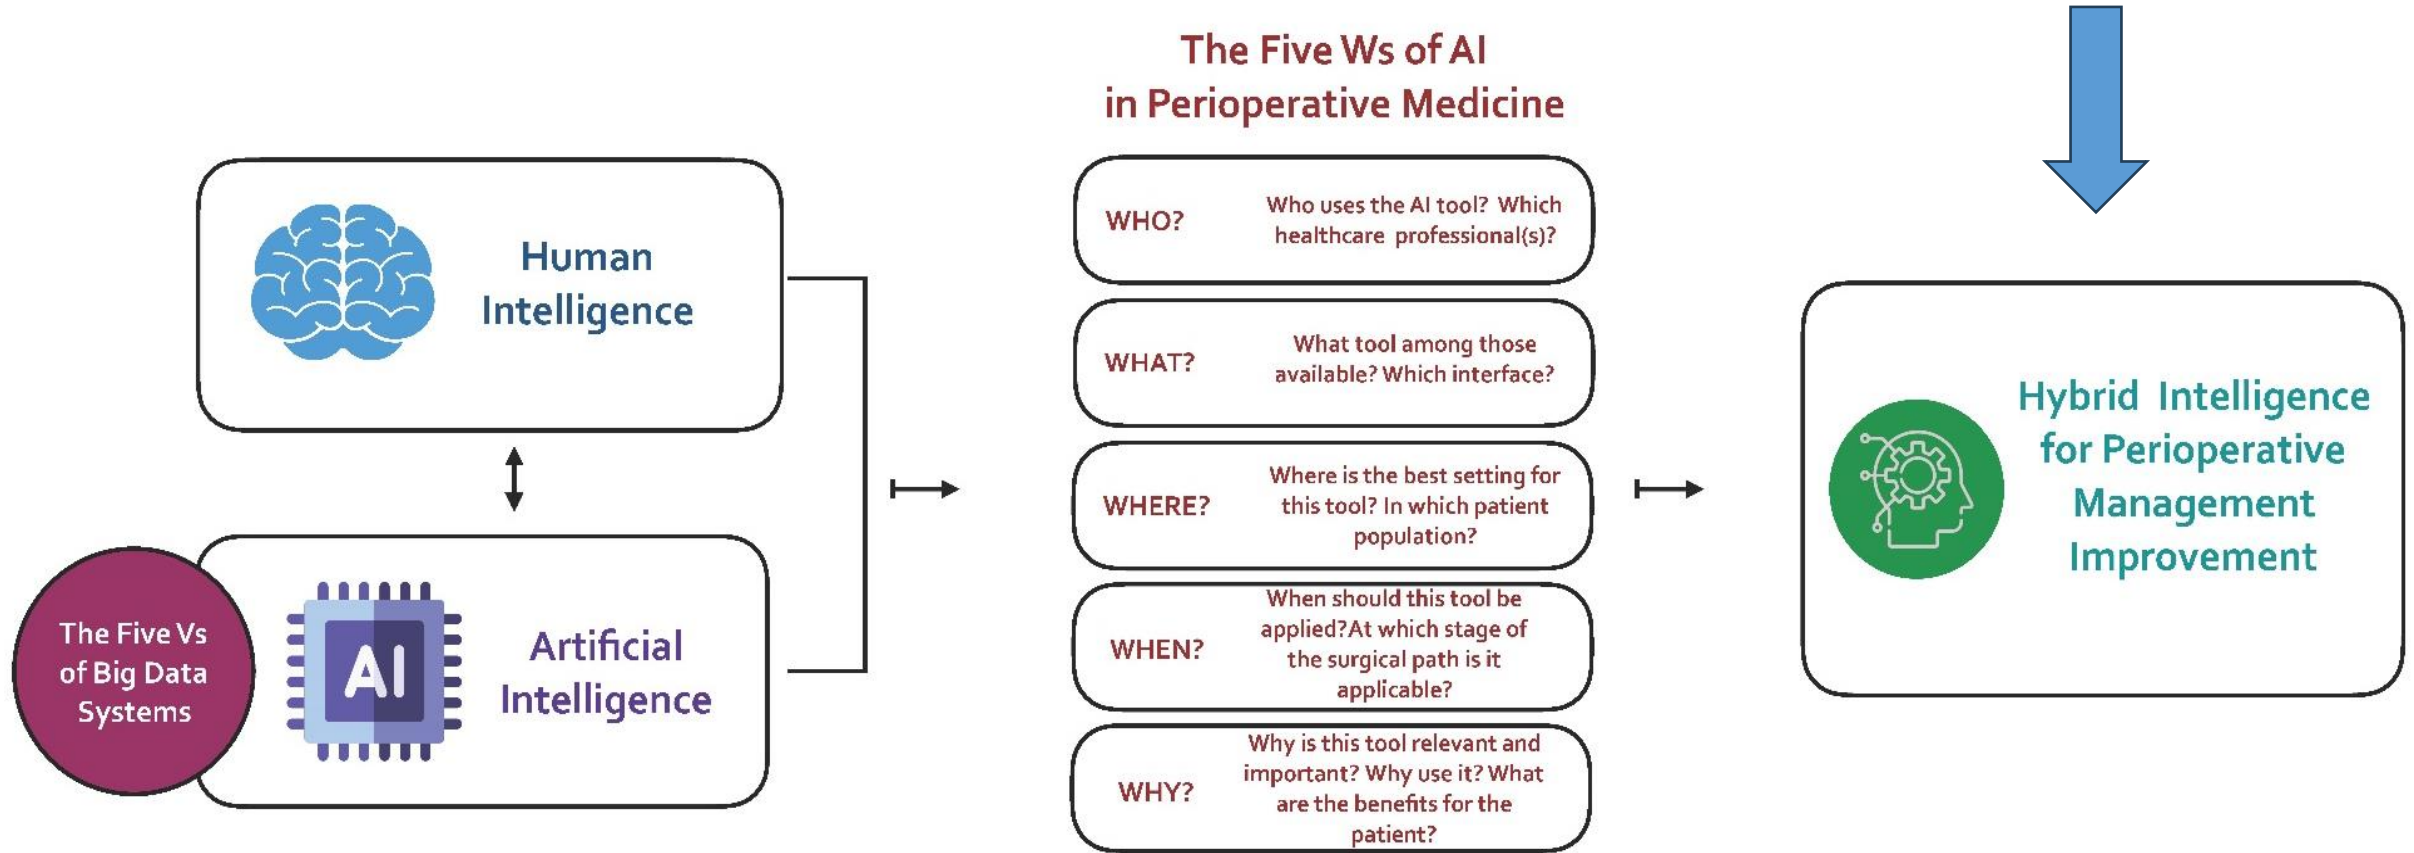 Human
Intelligence
The Five Vs
of Big Data
Systems
AI
Artificial
Intelligence
The Five Ws of AI
in Perioperative Medicine
WHO?
Who uses the AI tool? Which
healthcare professional(s)?
WHAT?
What tool among those
available? Which interface?
WHERE?
Where is the best setting for
this tool? In which patient
population?
WHEN?
When should this tool be
applied?At which stage of
the surgical path is it
applicable?
WHY?
Why is this tool relevant and
important? Why use it? What
are the benefits for the
patient?
Hybrid Intelligence
for Perioperative
Management
Improvement